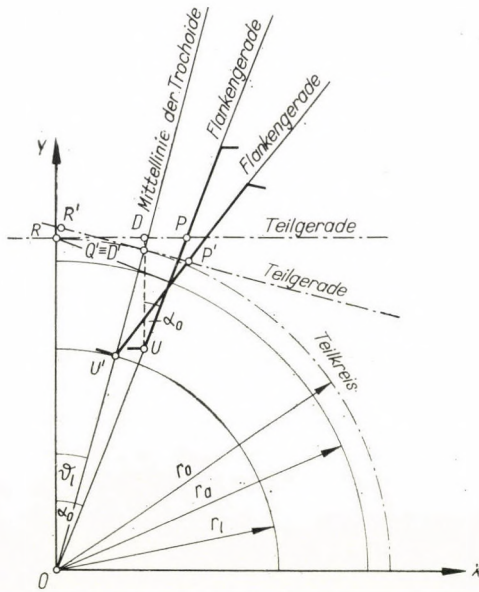 Mittellinie der Trochoide
Flankengerade
Flankengerade
y
R'
R
D
P
Teilgerade
Q'≡D'
P'
Teilgerade
α₀
U'
U
Teilkreis
r₀
rₐ
r₁
ϑ₁
α₀
O
x